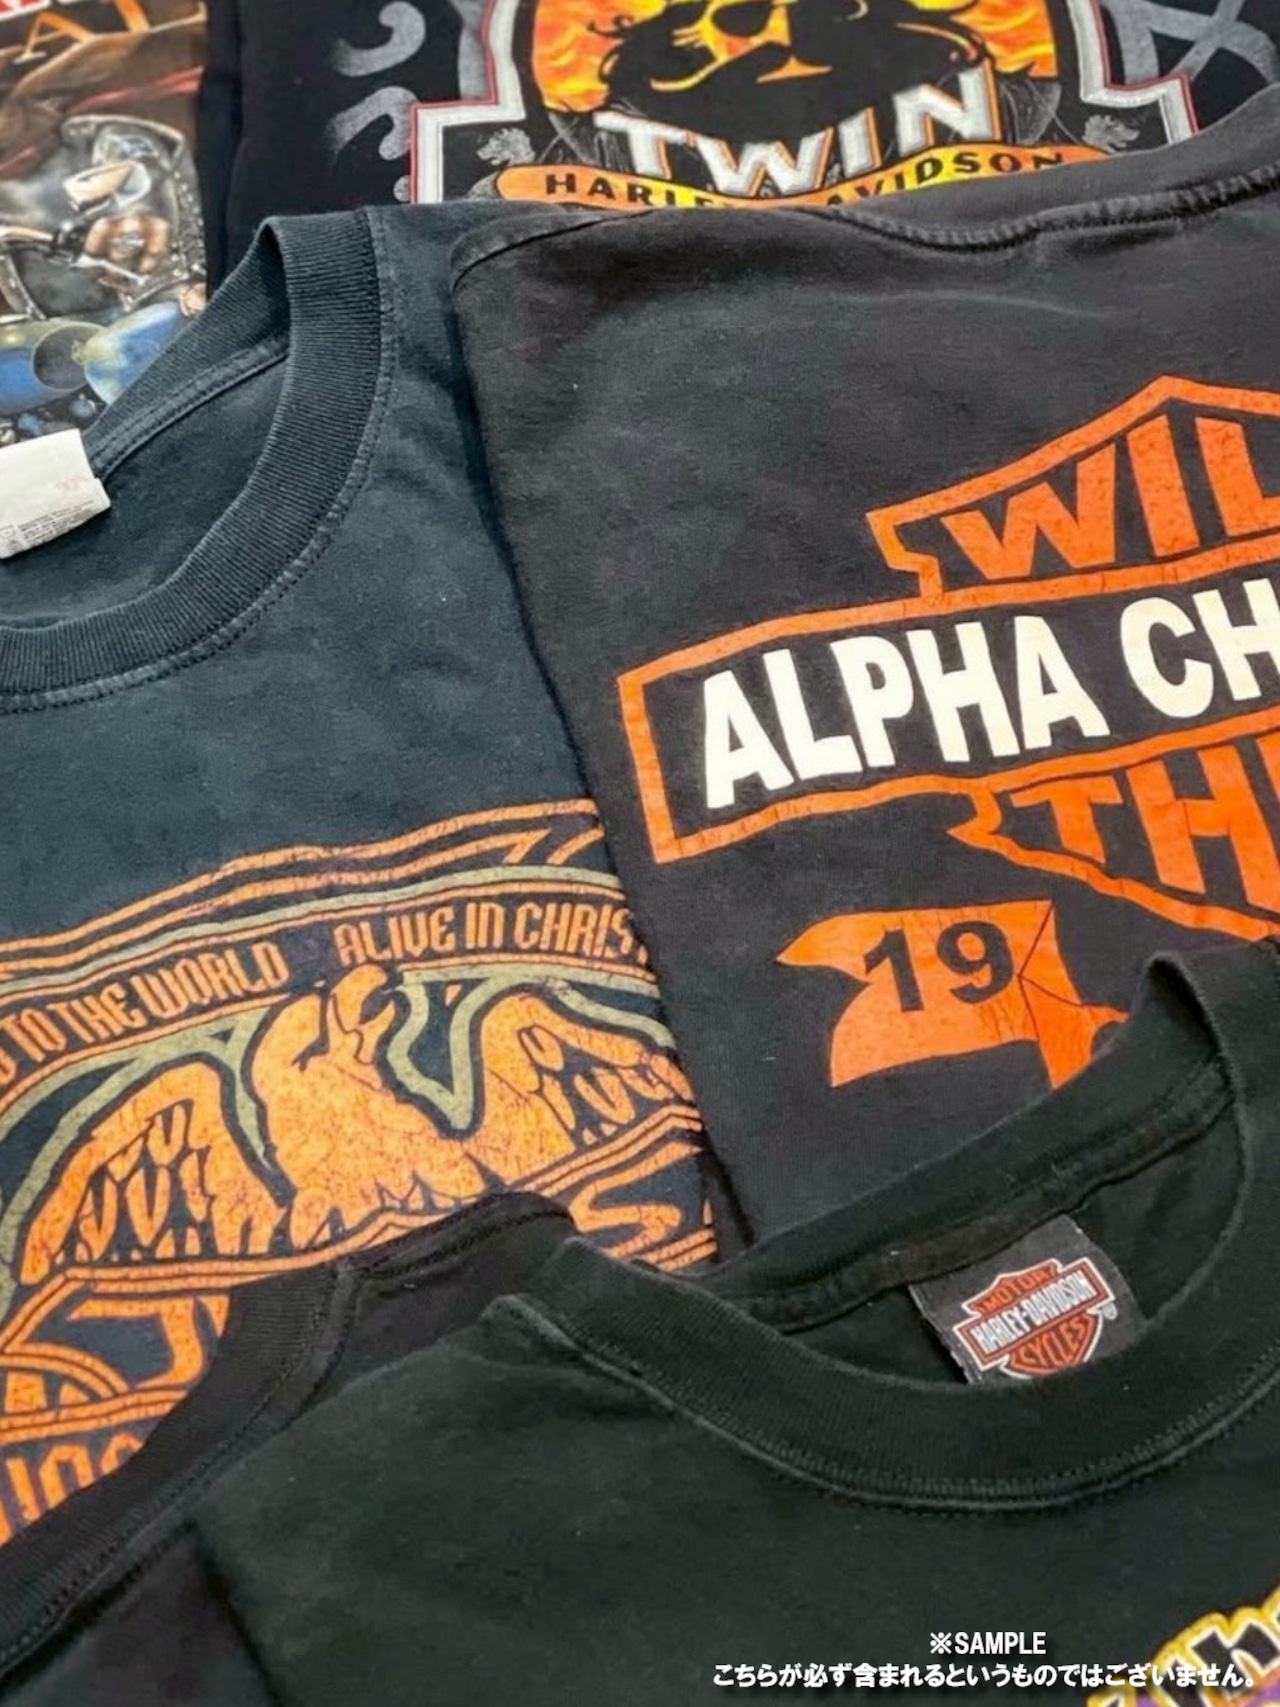 TWIN
HARLEY-DAVIDSON
WIL
ALPHA CH
TH
19
TO THE WORLD ALIVE IN CHRIS
MOTOR
HARLEY-DAVIDSON
CYCLES
※SAMPLE
こちらが必ず含まれるというものではございません。